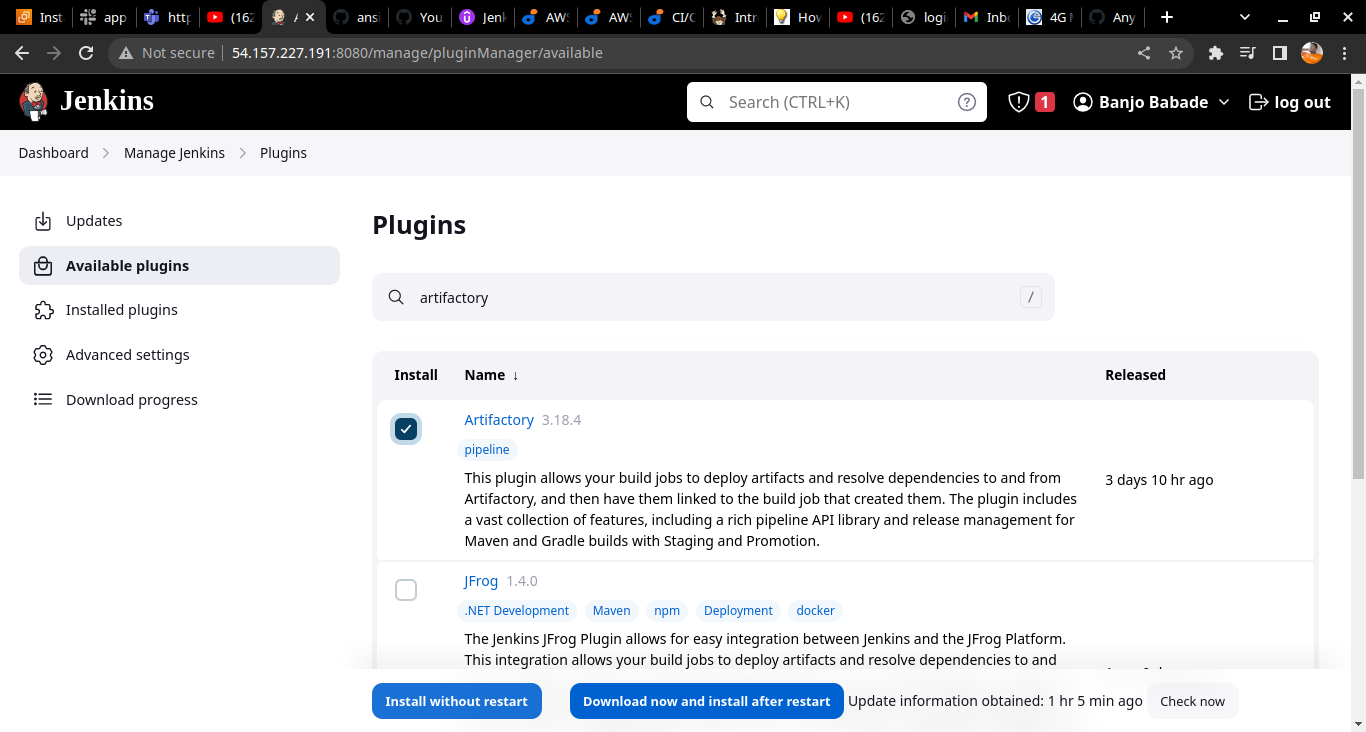 Inst
app
http
(162
A
ansi
You
Jenk
AWS
AWS
CI/C
Intr
How
(162
logi
Inbo
4G M
Any
Not secure 54.157.227.191:8080/manage/pluginManager/available
Jenkins
Search (CTRL+K)
1
Banjo Babade
log out
Dashboard > Manage Jenkins > Plugins
Updates
Available plugins
Installed plugins
Advanced settings
Download progress
Plugins
artifactory /
Install Name ↓ Released
Artifactory 3.18.4
pipeline
This plugin allows your build jobs to deploy artifacts and resolve dependencies to and from
Artifactory, and then have them linked to the build job that created them. The plugin includes
a vast collection of features, including a rich pipeline API library and release management for
Maven and Gradle builds with Staging and Promotion.
3 days 10 hr ago
JFrog 1.4.0
.NET Development Maven npm Deployment docker
The Jenkins JFrog Plugin allows for easy integration between Jenkins and the JFrog Platform.
This integration allows your build jobs to deploy artifacts and resolve dependencies to and
Install without restart
Download now and install after restart
Update information obtained: 1 hr 5 min ago
Check now